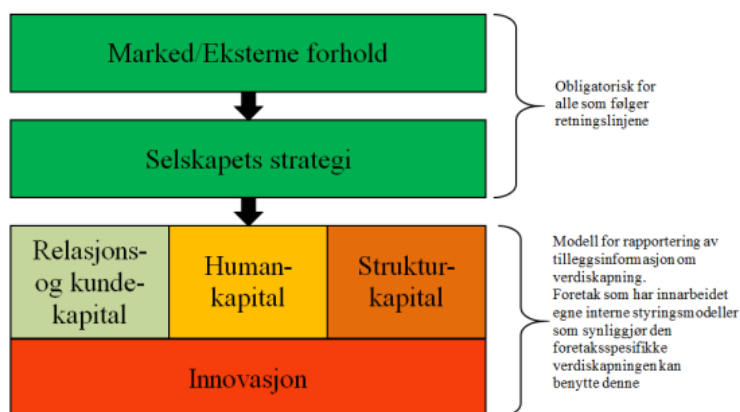 Marked/Eksterne forhold
Obligatorisk for
alle som følger
retningslinjene
Selskapets strategi
Relasjons-
og kunde-
kapital
Human-
kapital
Struktur-
kapital
Innovasjon
Modell for rapportering av
tilleggsinformasjon om
verdiskapning.
Foretak som har innarbeidet
egne interne styringsmodeller
som synliggjør den
foretaksspesifikke
verdiskapningen kan
benytte denne